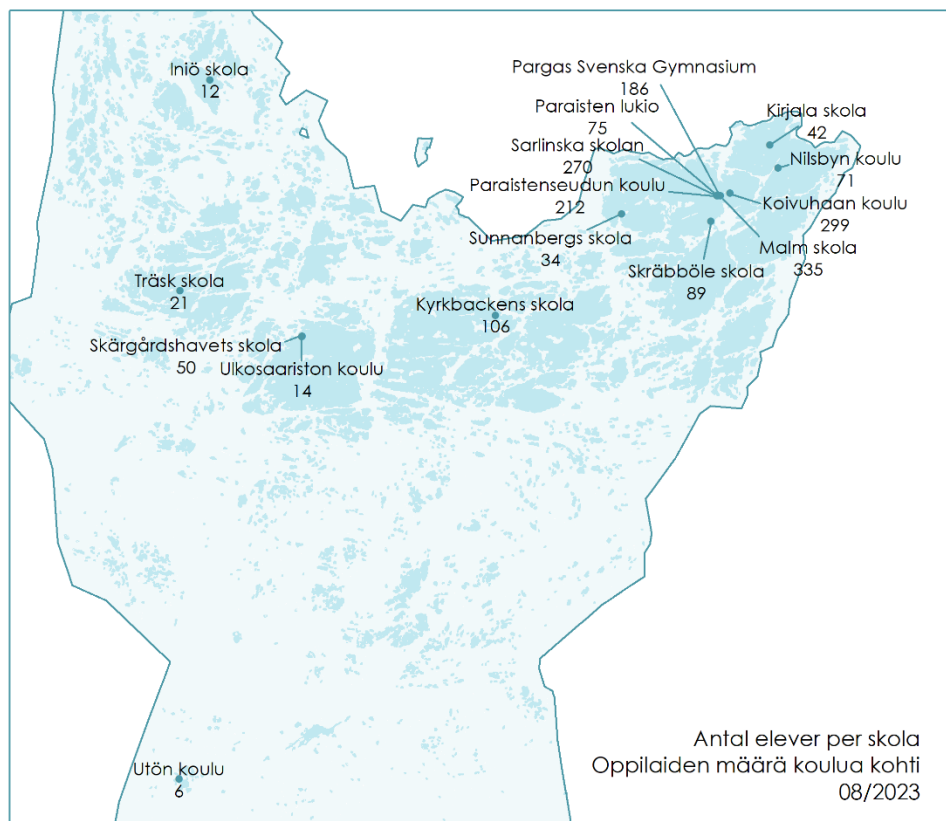 Iniö skola
12
Pargas Svenska Gymnasium
186
Paraisten lukio
75
Sarlinska skolan
270
Paraistenseudun koulu
212
Sunnanbergs skola
34
Kirjala skola
42
Nilsbyn koulu
71
Koivuhaan koulu
299
Malm skola
335
Skräbböle skola
89
Träsk skola
21
Kyrkbackens skola
106
Skärgårdshavets skola
50
Ulkosaariston koulu
14
Utön koulu
6
Antal elever per skola
Oppilaiden määrä koulua kohti
08/2023